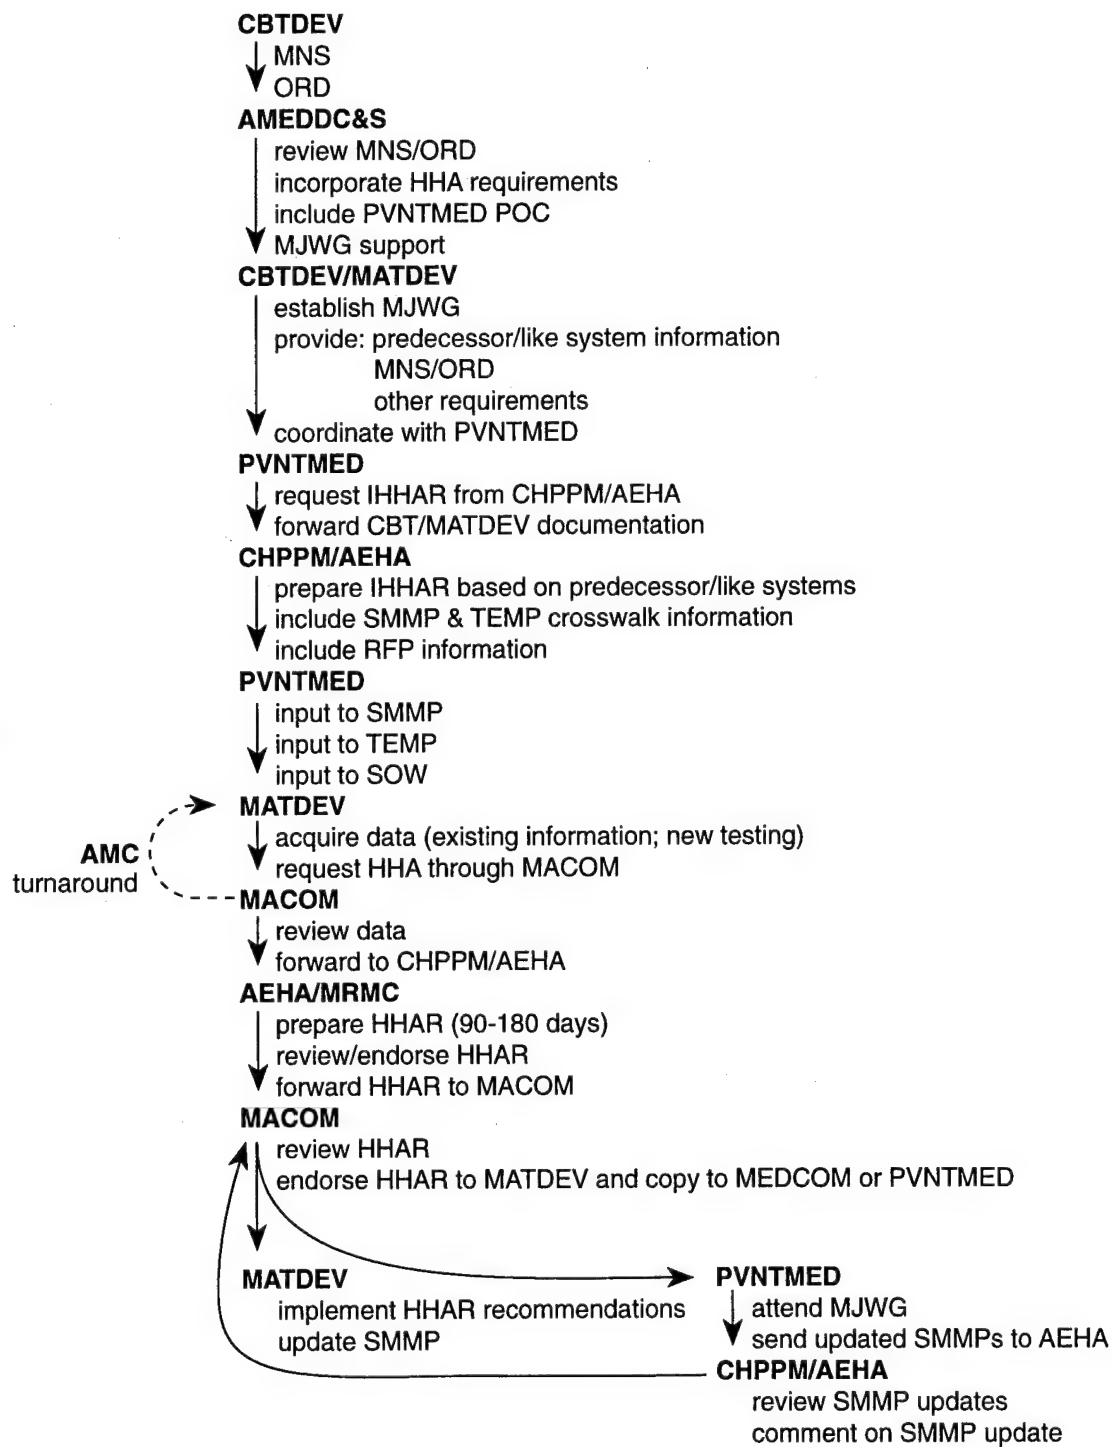 CBTDEV
MNS
ORD
AMEDDC&S
review MNS/ORD
incorporate HHA requirements
include PVNTMED POC
MJWG support
CBTDEV/MATDEV
establish MJWG
provide: predecessor/like system information
MNS/ORD
other requirements
coordinate with PVNTMED
PVNTMED
request IHHAR from CHPPM/AEHA
forward CBT/MATDEV documentation
CHPPM/AEHA
prepare IHHAR based on predecessor/like systems
include SMMP & TEMP crosswalk information
include RFP information
PVNTMED
input to SMMP
input to TEMP
input to SOW
MATDEV
acquire data (existing information; new testing)
request HHA through MACOM
AMC
turnaround
MACOM
review data
forward to CHPPM/AEHA
AEHA/MRMC
prepare HHAR (90-180 days)
review/endorse HHAR
forward HHAR to MACOM
MACOM
review HHAR
endorse HHAR to MATDEV and copy to MEDCOM or PVNTMED
MATDEV
implement HHAR recommendations
update SMMP
PVNTMED
attend MJWG
send updated SMMPs to AEHA
CHPPM/AEHA
review SMMP updates
comment on SMMP update